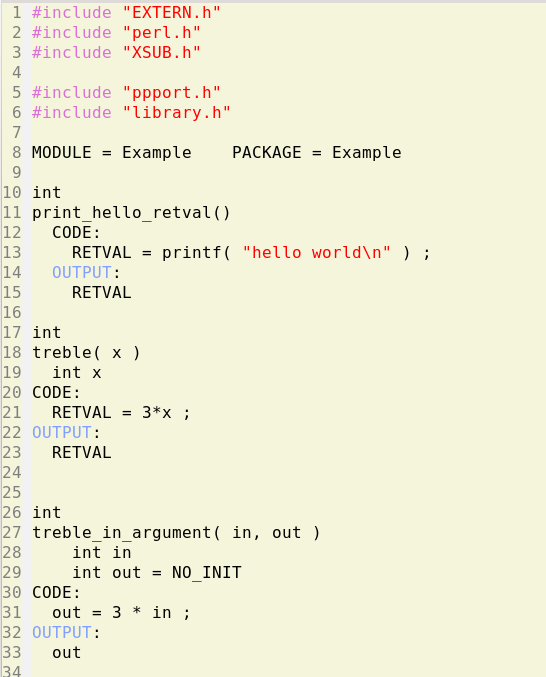 1 #include "EXTERN.h"
2 #include "perl.h"
3 #include "XSUB.h"
4
5 #include "ppport.h"
6 #include "library.h"
7
8 MODULE = Example    PACKAGE = Example
9
10 int
11 print_hello_retval()
12   CODE:
13     RETVAL = printf( "hello world\n" ) ;
14   OUTPUT:
15     RETVAL
16
17 int
18 treble( x )
19   int x
20 CODE:
21   RETVAL = 3*x ;
22 OUTPUT:
23   RETVAL
24
25
26 int
27 treble_in_argument( in, out )
28     int in
29     int out = NO_INIT
30 CODE:
31   out = 3 * in ;
32 OUTPUT:
33   out
34